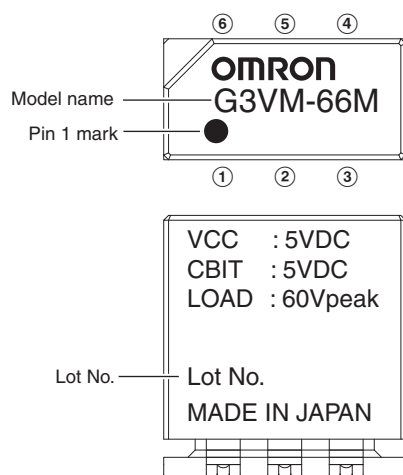 ⑥ ⑤ ④
OMRON
Model name G3VM-66M
Pin 1 mark
① ② ③
VCC : 5VDC
CBIT : 5VDC
LOAD : 60Vpeak
Lot No. Lot No.
MADE IN JAPAN